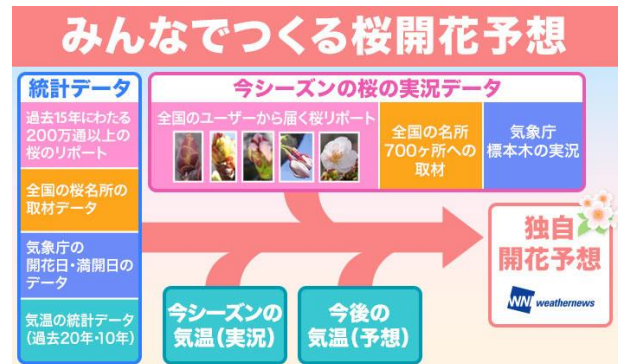 みんなでつくる桜開花予想
統計データ
過去15年にわたる
200万通以上の
桜のリポート
全国の桜名所の
取材データ
気象庁の
開花日・満開日の
データ
気温の統計データ
(過去20年・10年)
今シーズンの桜の実況データ
全国のユーザーから届く桜リポート
全国の名所
700ヶ所への
取材
気象庁
標本木の実況
今シーズンの
気温(実況)
今後の
気温(予想)
独自
開花予想
WNI weathernews